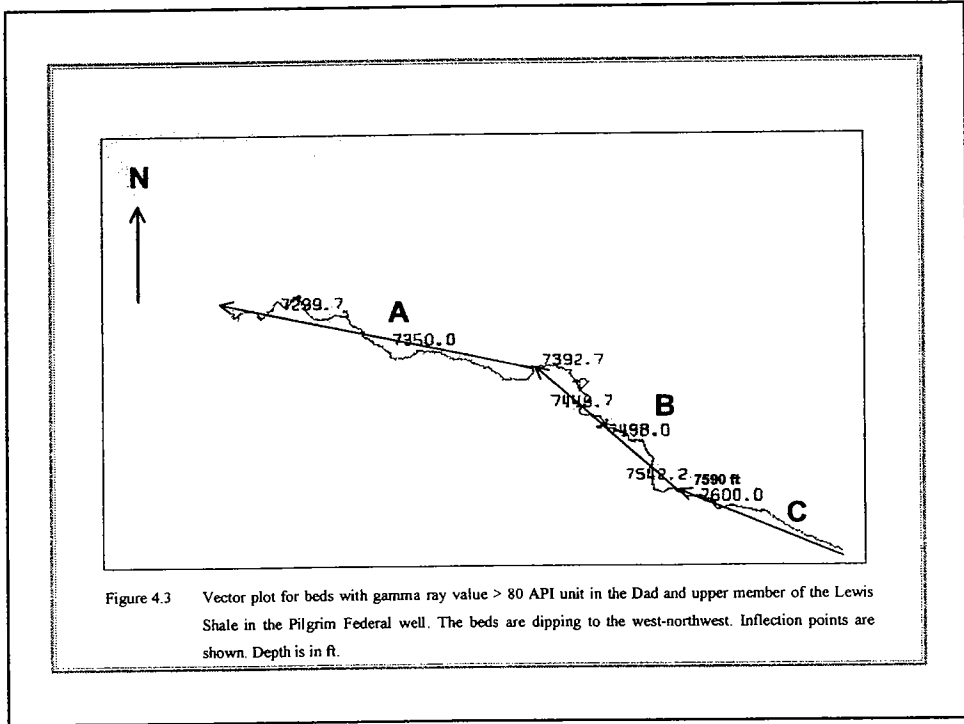 N
7299.7
A
7350.0
7392.7
7449.7
B
7498.0
7542.2
7590 ft
7600.0
C
Figure 4.3 Vector plot for beds with gamma ray value > 80 API unit in the Dad and upper member of the Lewis
Shale in the Pilgrim Federal well. The beds are dipping to the west-northwest. Inflection points are
shown. Depth is in ft.